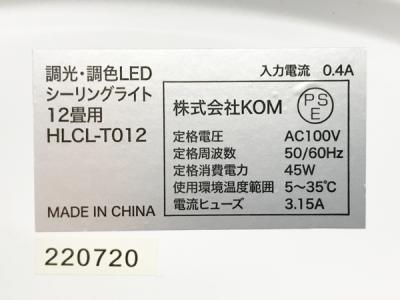 調光・調色LED
シーリングライト
12畳用
HLCL-T012
MADE IN CHINA
入力電流 0.4A
株式会社KOM
PS
E
定格電圧 AC100V
定格周波数 50/60Hz
定格消費電力 45W
使用環境温度範囲 5～35℃
電流ヒューズ 3.15A
220720